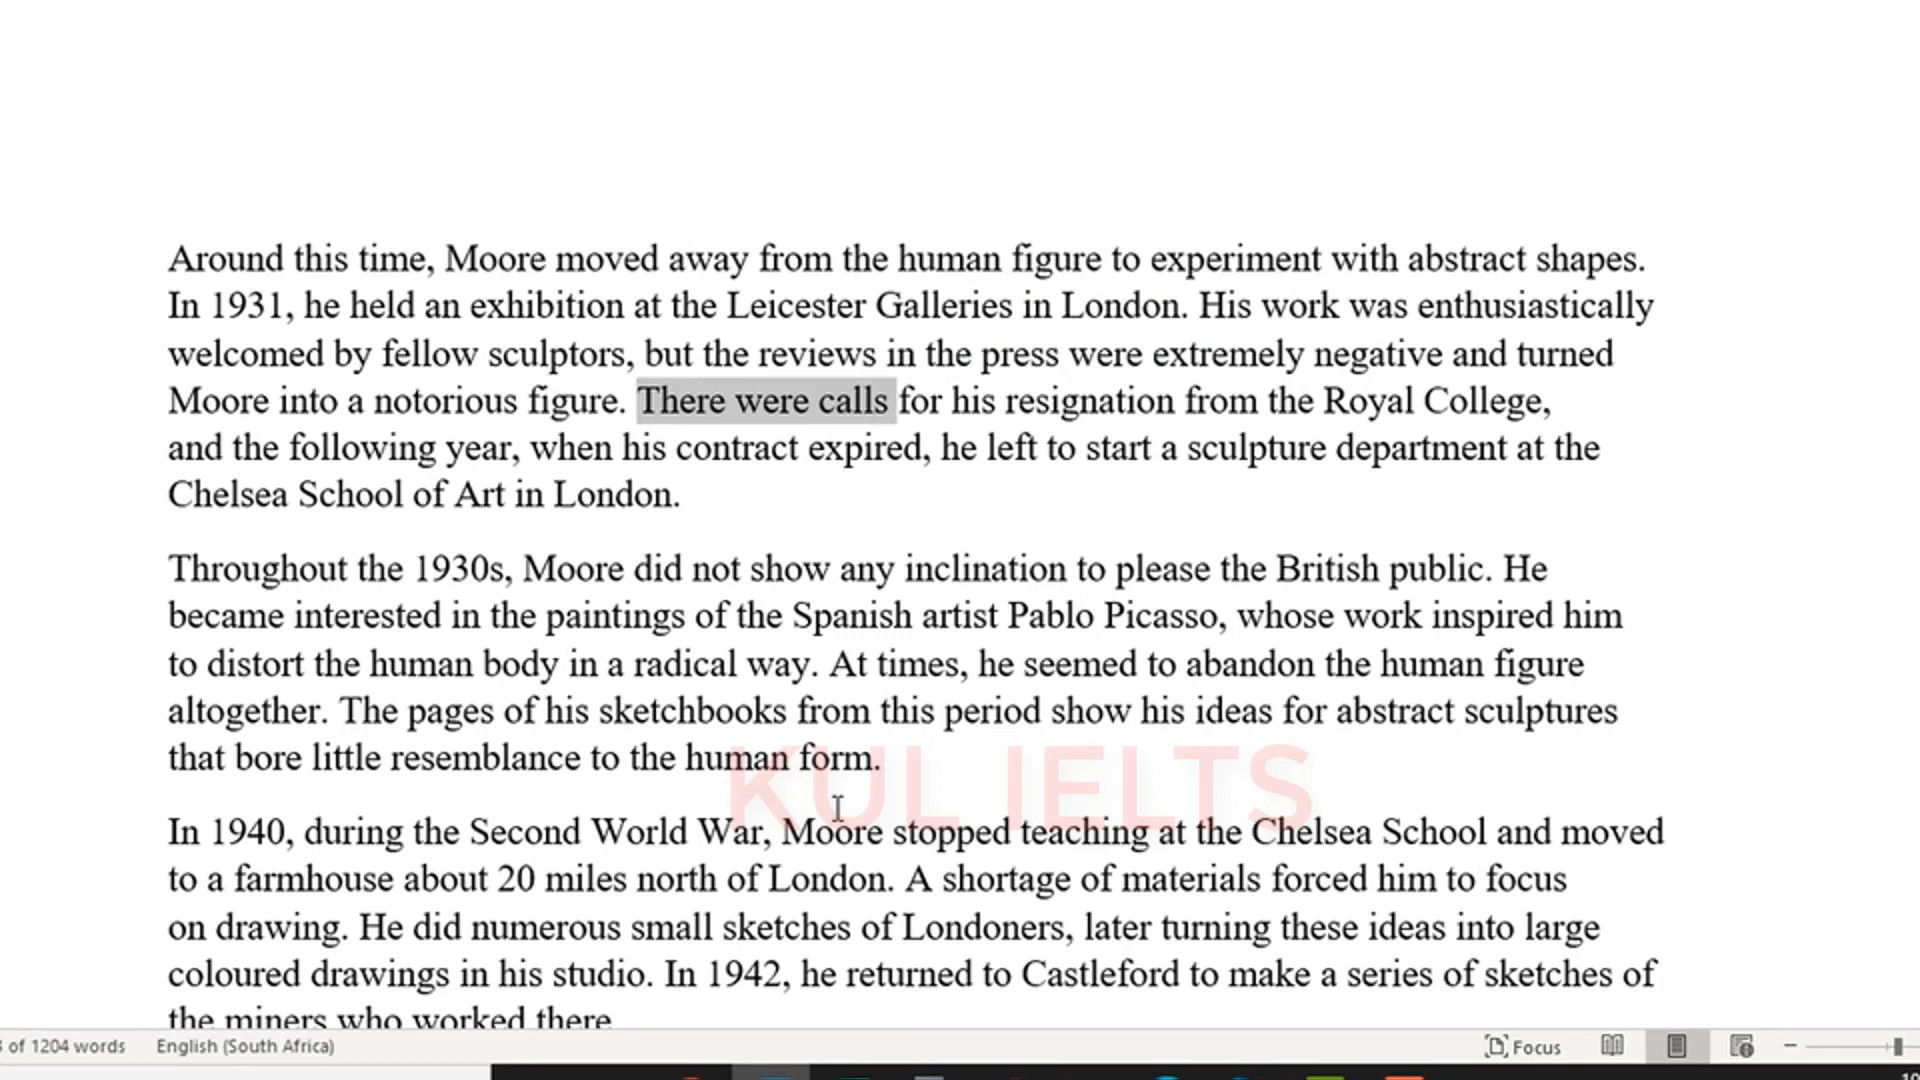 Around this time, Moore moved away from the human figure to experiment with abstract shapes.
In 1931, he held an exhibition at the Leicester Galleries in London. His work was enthusiastically
welcomed by fellow sculptors, but the reviews in the press were extremely negative and turned
Moore into a notorious figure. There were calls for his resignation from the Royal College,
and the following year, when his contract expired, he left to start a sculpture department at the
Chelsea School of Art in London.
Throughout the 1930s, Moore did not show any inclination to please the British public. He
became interested in the paintings of the Spanish artist Pablo Picasso, whose work inspired him
to distort the human body in a radical way. At times, he seemed to abandon the human figure
altogether. The pages of his sketchbooks from this period show his ideas for abstract sculptures
that bore little resemblance to the human form.
KUL IELTS
In 1940, during the Second World War, Moore stopped teaching at the Chelsea School and moved
to a farmhouse about 20 miles north of London. A shortage of materials forced him to focus
on drawing. He did numerous small sketches of Londoners, later turning these ideas into large
coloured drawings in his studio. In 1942, he returned to Castleford to make a series of sketches of
the miners who worked there
of 1204 words English (South Africa) Focus